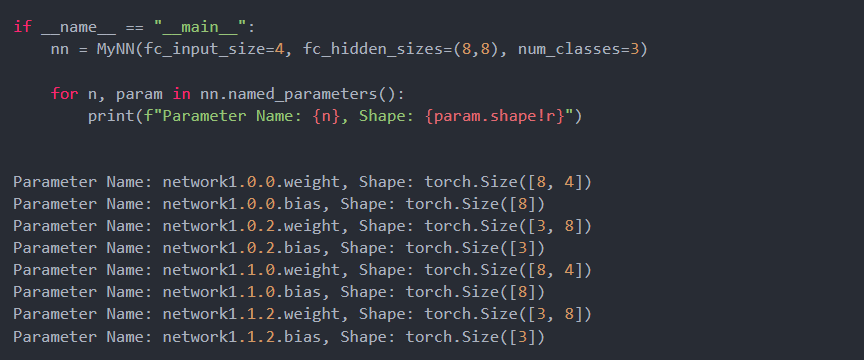 if __name__ == "__main__":
    nn = MyNN(fc_input_size=4, fc_hidden_sizes=(8,8), num_classes=3)
    for n, param in nn.named_parameters():
        print(f"Parameter Name: {n}, Shape: {param.shape!r}")
Parameter Name: network1.0.0.weight, Shape: torch.Size([8, 4])
Parameter Name: network1.0.0.bias, Shape: torch.Size([8])
Parameter Name: network1.0.2.weight, Shape: torch.Size([3, 8])
Parameter Name: network1.0.2.bias, Shape: torch.Size([3])
Parameter Name: network1.1.0.weight, Shape: torch.Size([8, 4])
Parameter Name: network1.1.0.bias, Shape: torch.Size([8])
Parameter Name: network1.1.2.weight, Shape: torch.Size([3, 8])
Parameter Name: network1.1.2.bias, Shape: torch.Size([3])